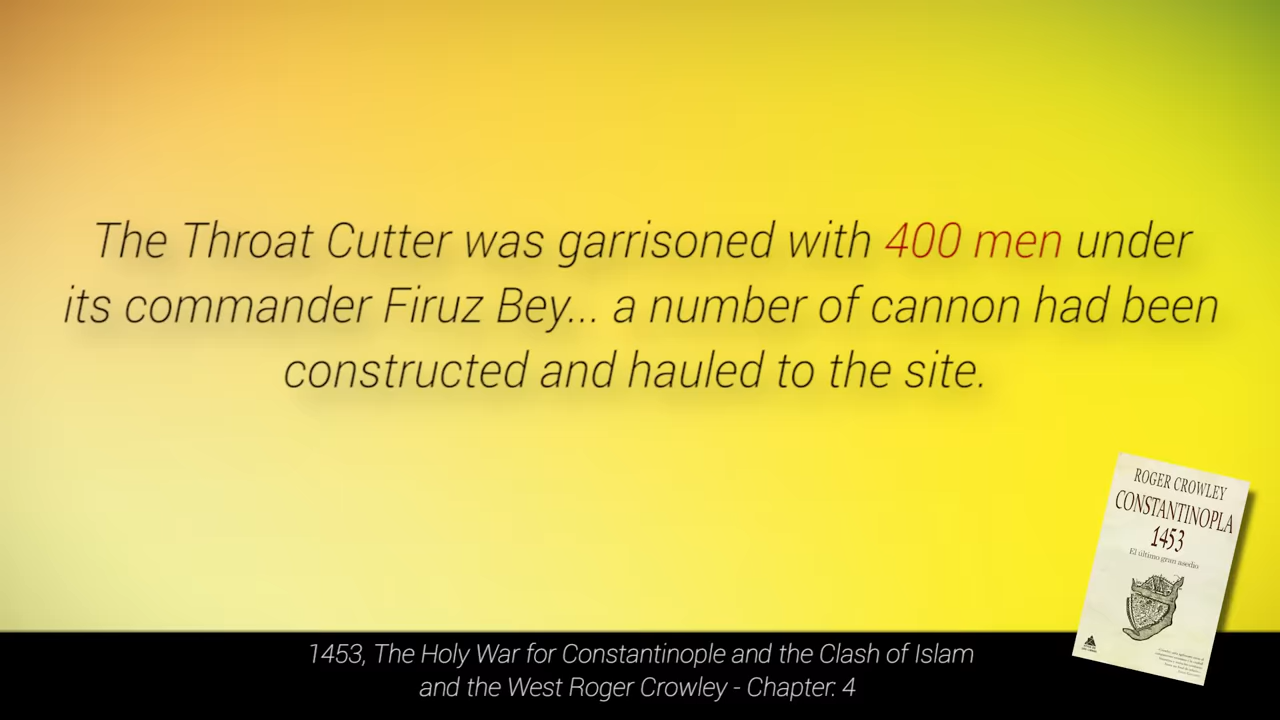 The Throat Cutter was garrisoned with 400 men under
its commander Firuz Bey... a number of cannon had been
constructed and hauled to the site.
ROGER CROWLEY
CONSTANTINOPLA
1453
El último gran asedio
1453, The Holy War for Constantinople and the Clash of Islam
and the West Roger Crowley - Chapter: 4